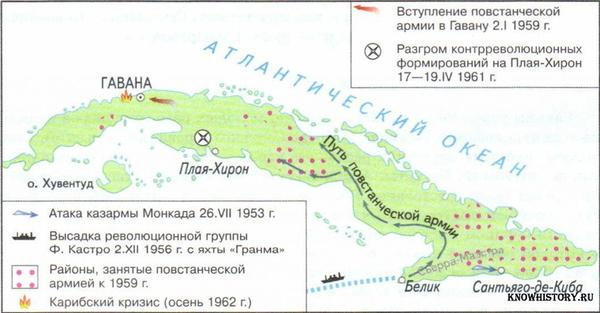 Вступление повстанческой
армии в Гавану 2.I 1959 г.
Разгром контрреволюционных
формирований на Плая-Хирон
17—19.IV 1961 г.
ГАВАНА
АТЛАНТИЧЕСКИЙ ОКЕАН
Плая-Хирон
Путь повстанческой армии
о. Хувентуд
Атака казармы Монкада 26.VII 1953 г.
Высадка революционной группы
Ф. Кастро 2.XII 1956 г. с яхты «Гранма»
Районы, занятые повстанческой
армией к 1959 г.
Карибский кризис (осень 1962 г.)
Сьерра-Маэстра
Белик
Сантьяго-де-Куба
KNOWHISTORY.RU